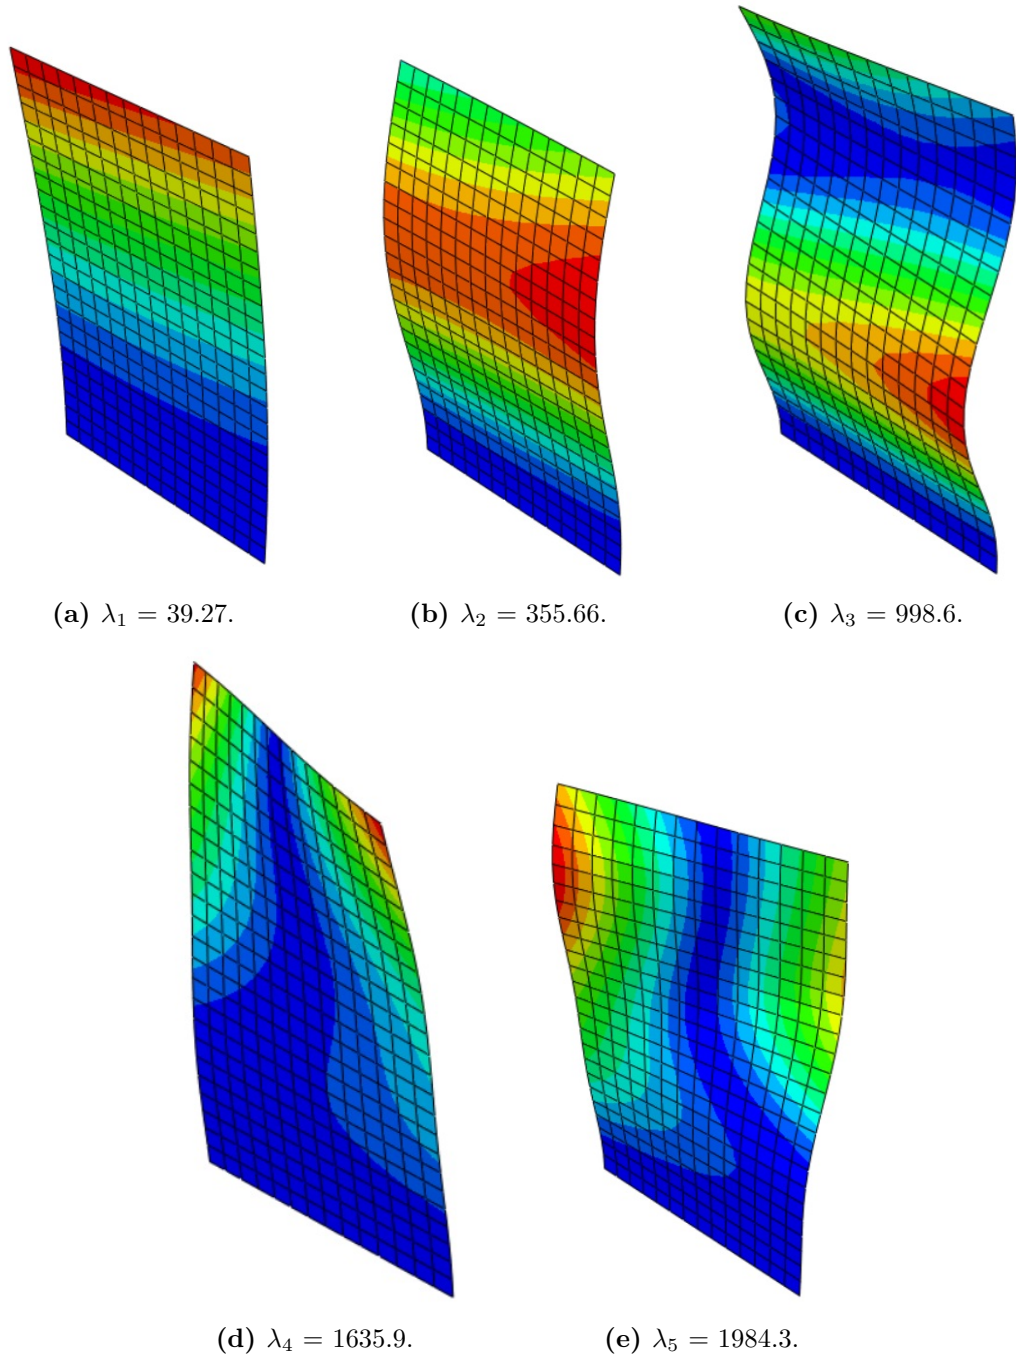 (a) λ₁ = 39.27.
(b) λ₂ = 355.66.
(c) λ₃ = 998.6.
(d) λ₄ = 1635.9.
(e) λ₅ = 1984.3.